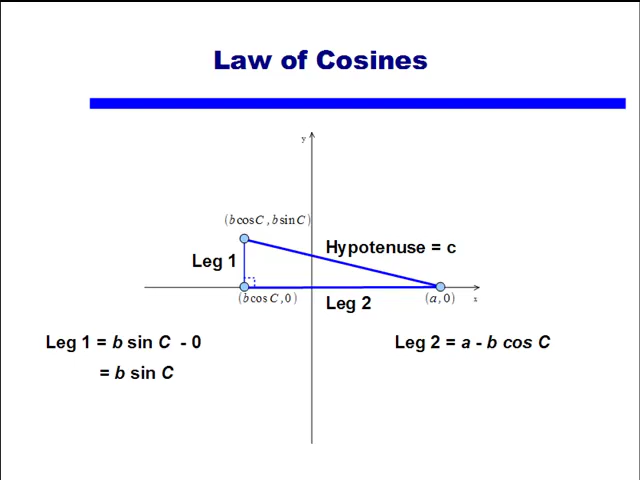 Law of Cosines
y
(b cos C , b sin C)
Hypotenuse = c
Leg 1
(b cos C , 0)
Leg 2
(a , 0)
x
Leg 1 = b sin C - 0
= b sin C
Leg 2 = a - b cos C